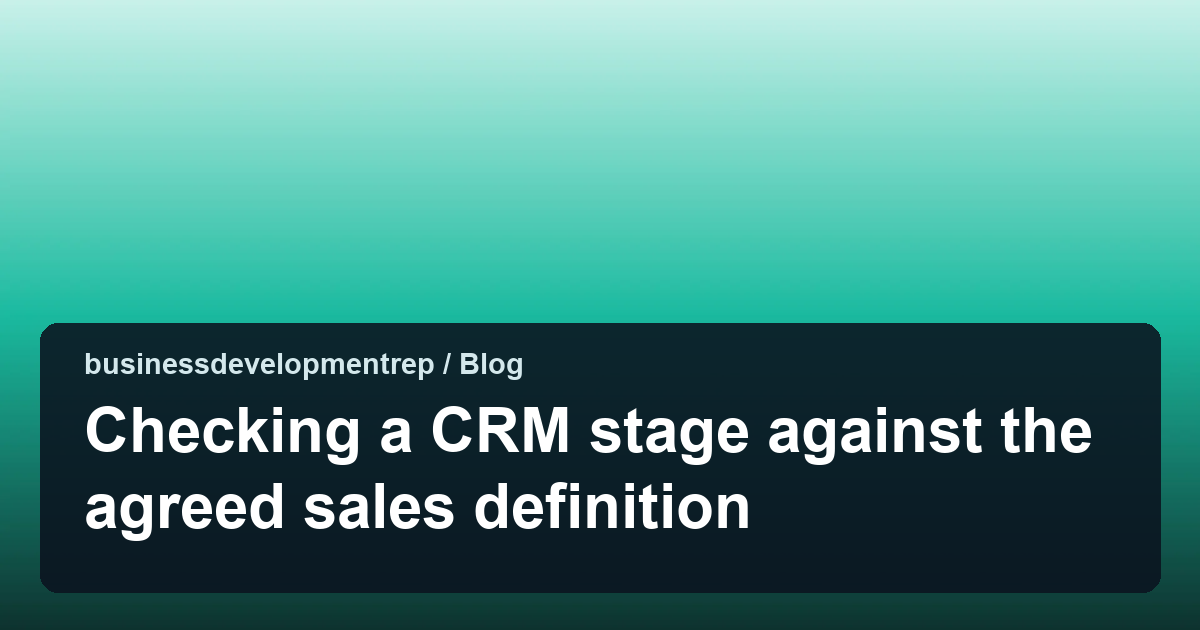 businessdevelopmentrep / Blog
Checking a CRM stage against the
agreed sales definition